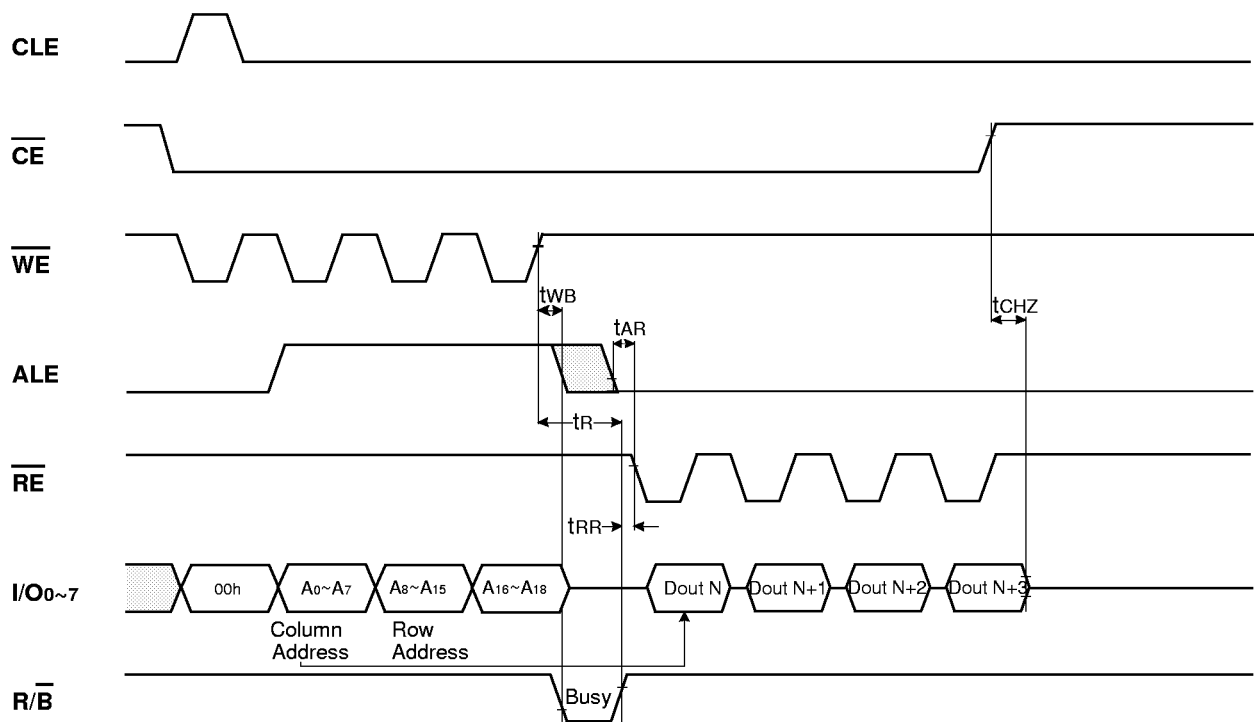 CLE
CE
WE
tWB
tAR
tCHZ
ALE
tR
RE
tRR
I/O0~7
00h
A0~A7
A8~A15
A16~A18
Dout N
Dout N+1
Dout N+2
Dout N+3
Column
Address
Row
Address
R/B
Busy